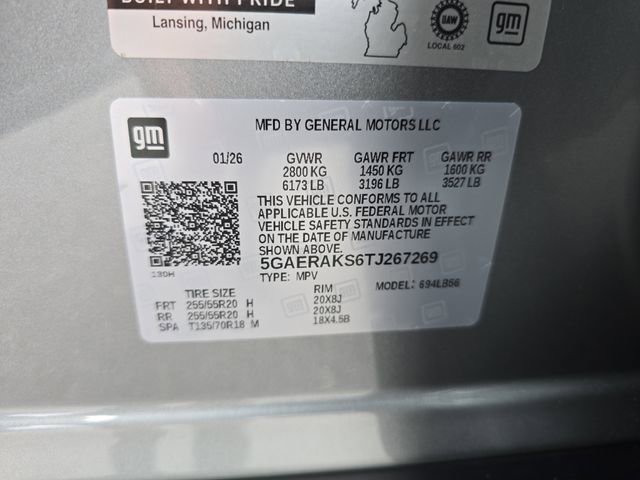 BUILT WITH PRIDE
Lansing, Michigan
UAW
LOCAL 602
gm
gm
MFD BY GENERAL MOTORS LLC
01/26 GVWR GAWR FRT GAWR RR
2800 KG 1450 KG 1600 KG
6173 LB 3196 LB 3527 LB
THIS VEHICLE CONFORMS TO ALL
APPLICABLE U.S. FEDERAL MOTOR
VEHICLE SAFETY STANDARDS IN EFFECT
ON THE DATE OF MANUFACTURE
SHOWN ABOVE.
5GAERAKS6TJ267269
130H
TYPE: MPV
MODEL: 694LB56
TIRE SIZE RIM
FRT 255/55R20 H 20X8J
RR 255/55R20 H 20X8J
SPA T135/70R18 M 18X4.5B